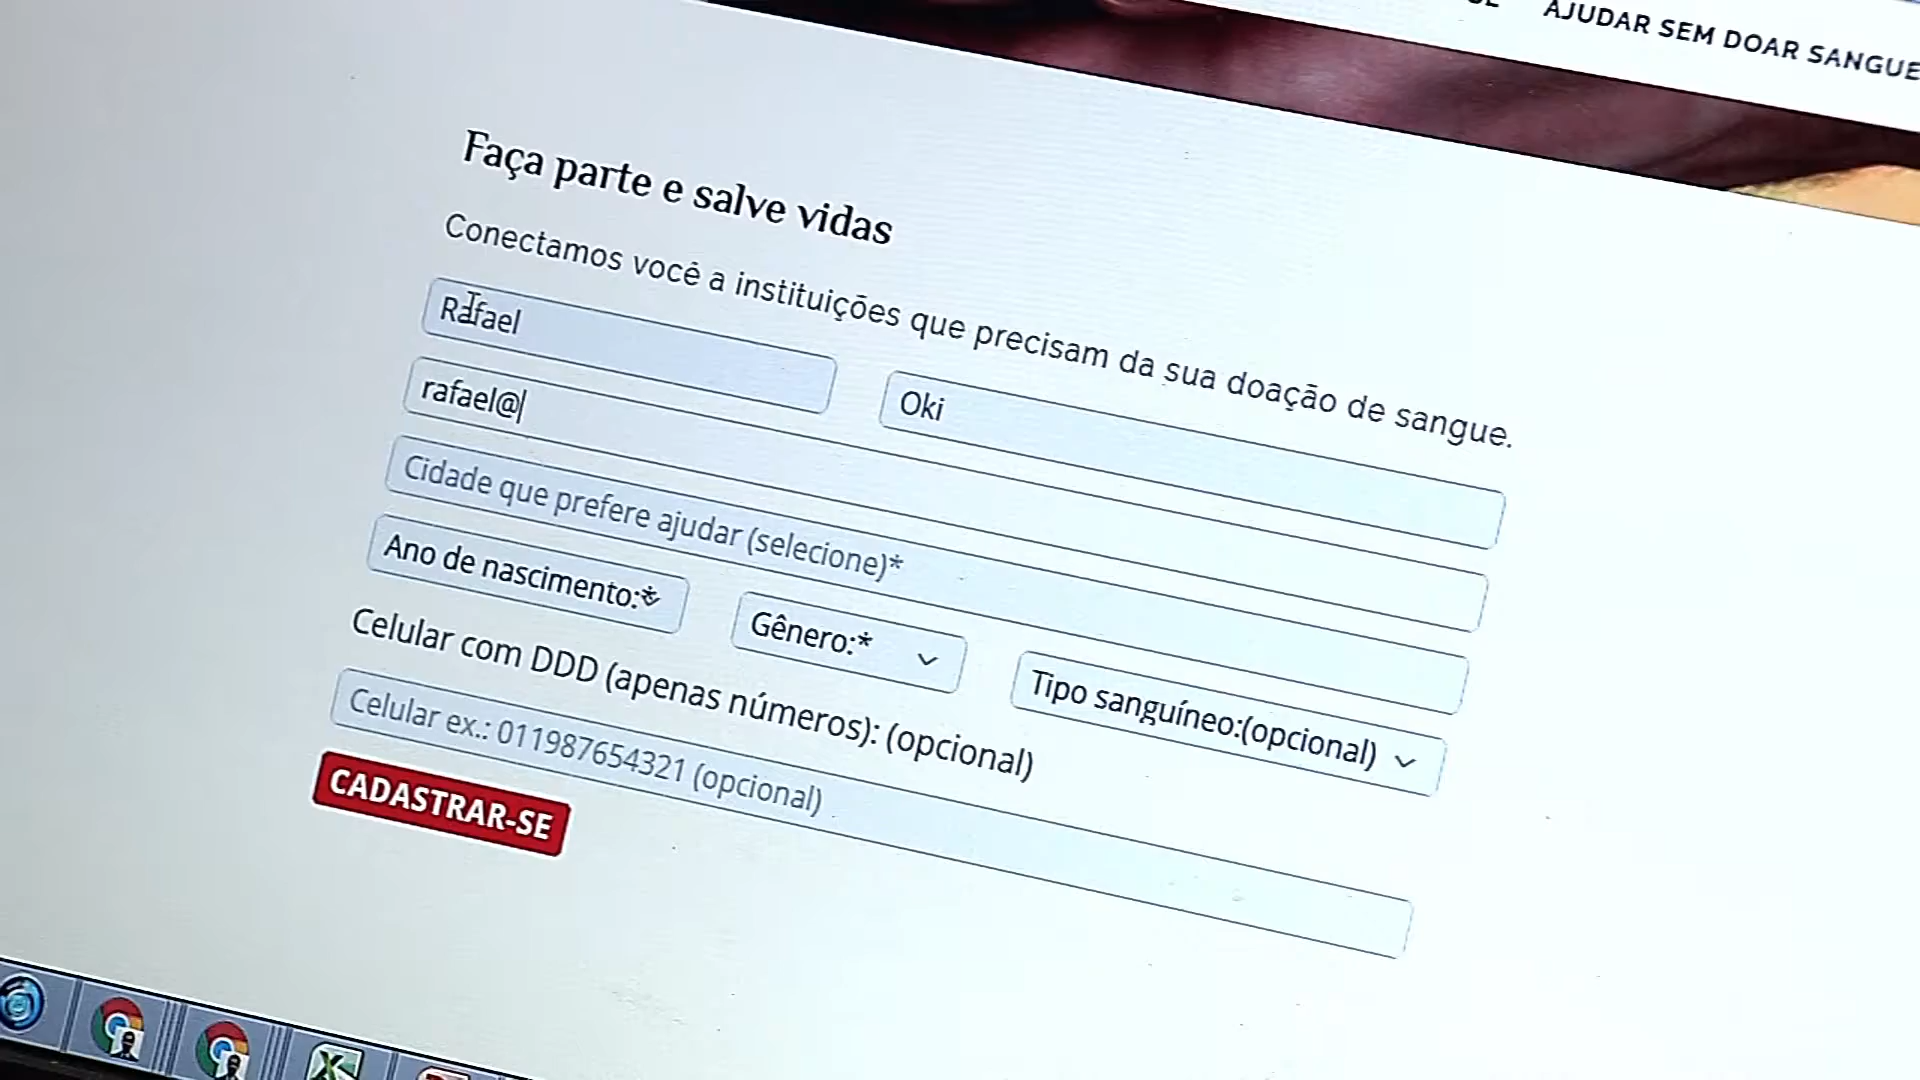 AJUDAR SEM DOAR SANGUE
Faça parte e salve vidas
Conectamos você a instituições que precisam da sua doação de sangue.
Rafael
Oki
rafael@
Cidade que prefere ajudar (selecione)*
Ano de nascimento:*
Gênero:*
Tipo sanguíneo:(opcional)
Celular com DDD (apenas números): (opcional)
Celular ex.: 011987654321 (opcional)
CADASTRAR-SE